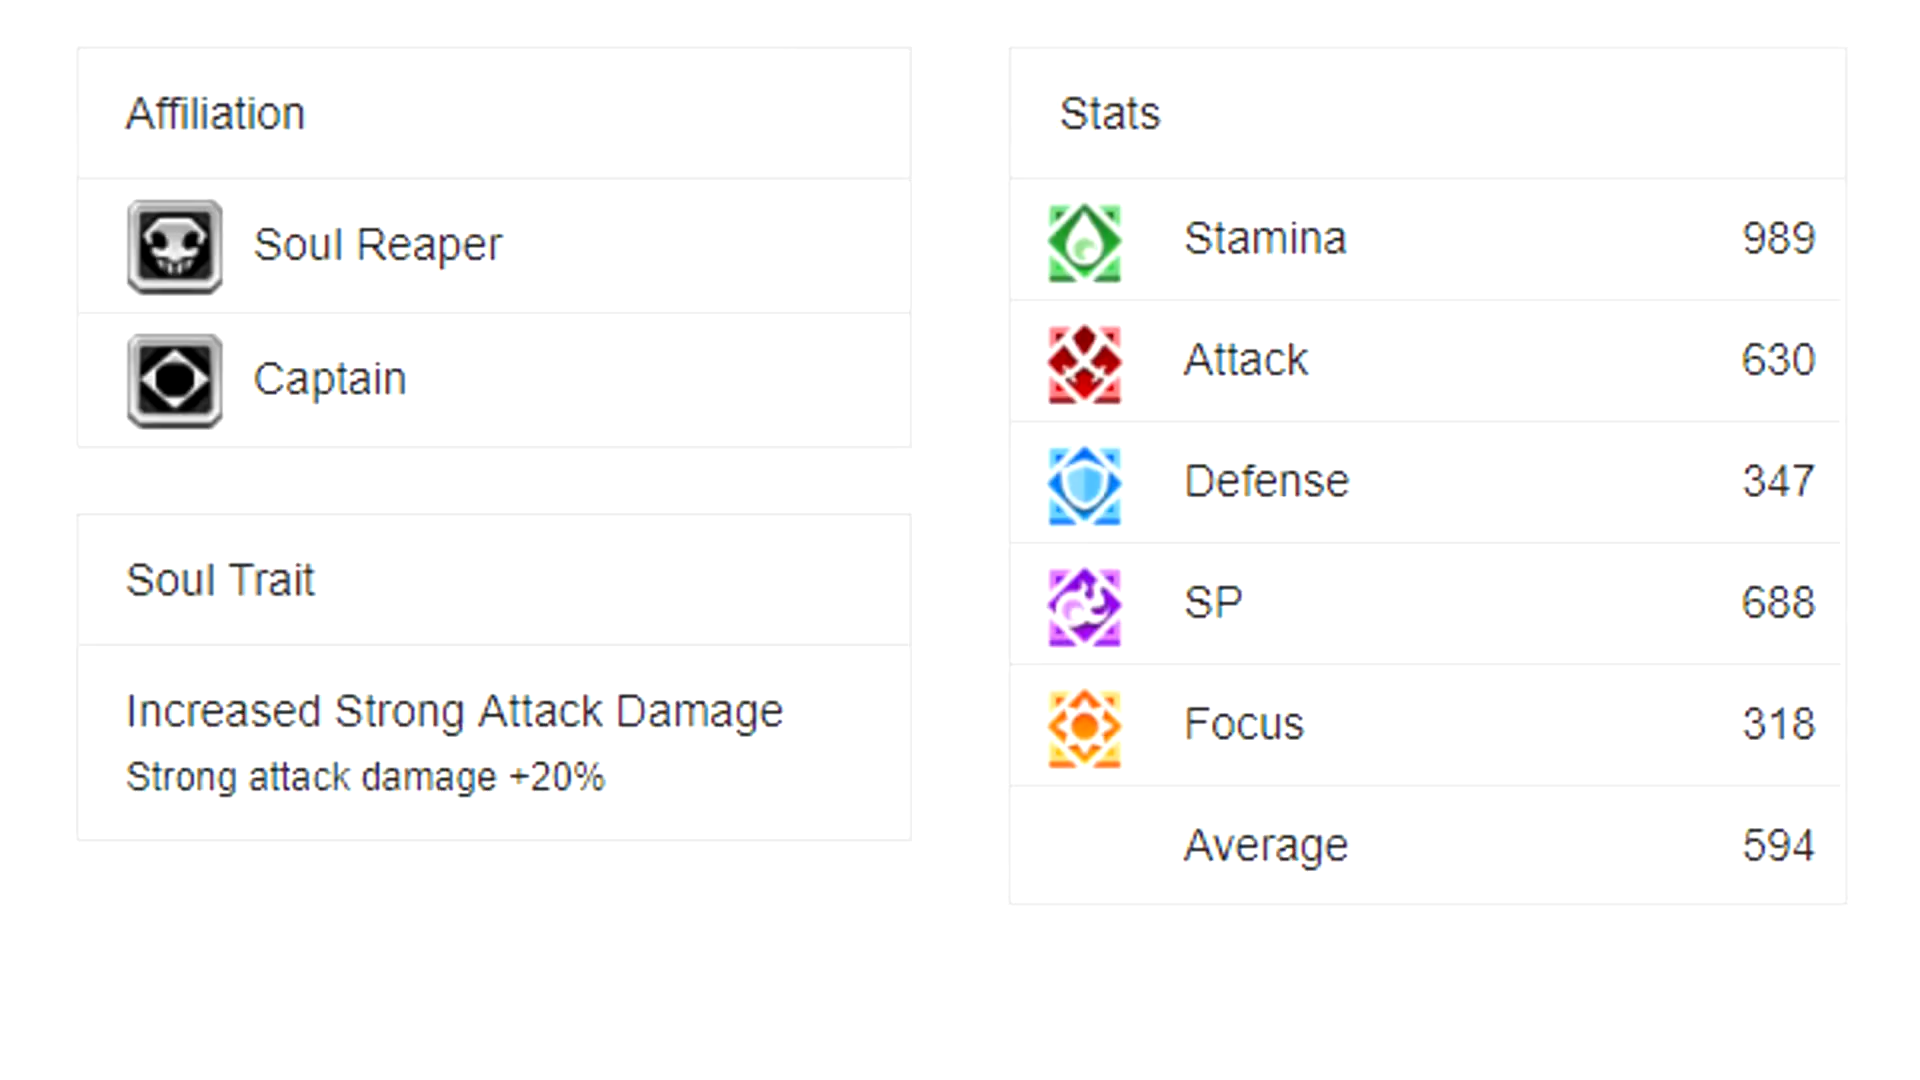 Affiliation
Soul Reaper
Captain
Soul Trait
Increased Strong Attack Damage
Strong attack damage +20%
Stats
Stamina 989
Attack 630
Defense 347
SP 688
Focus 318
Average 594